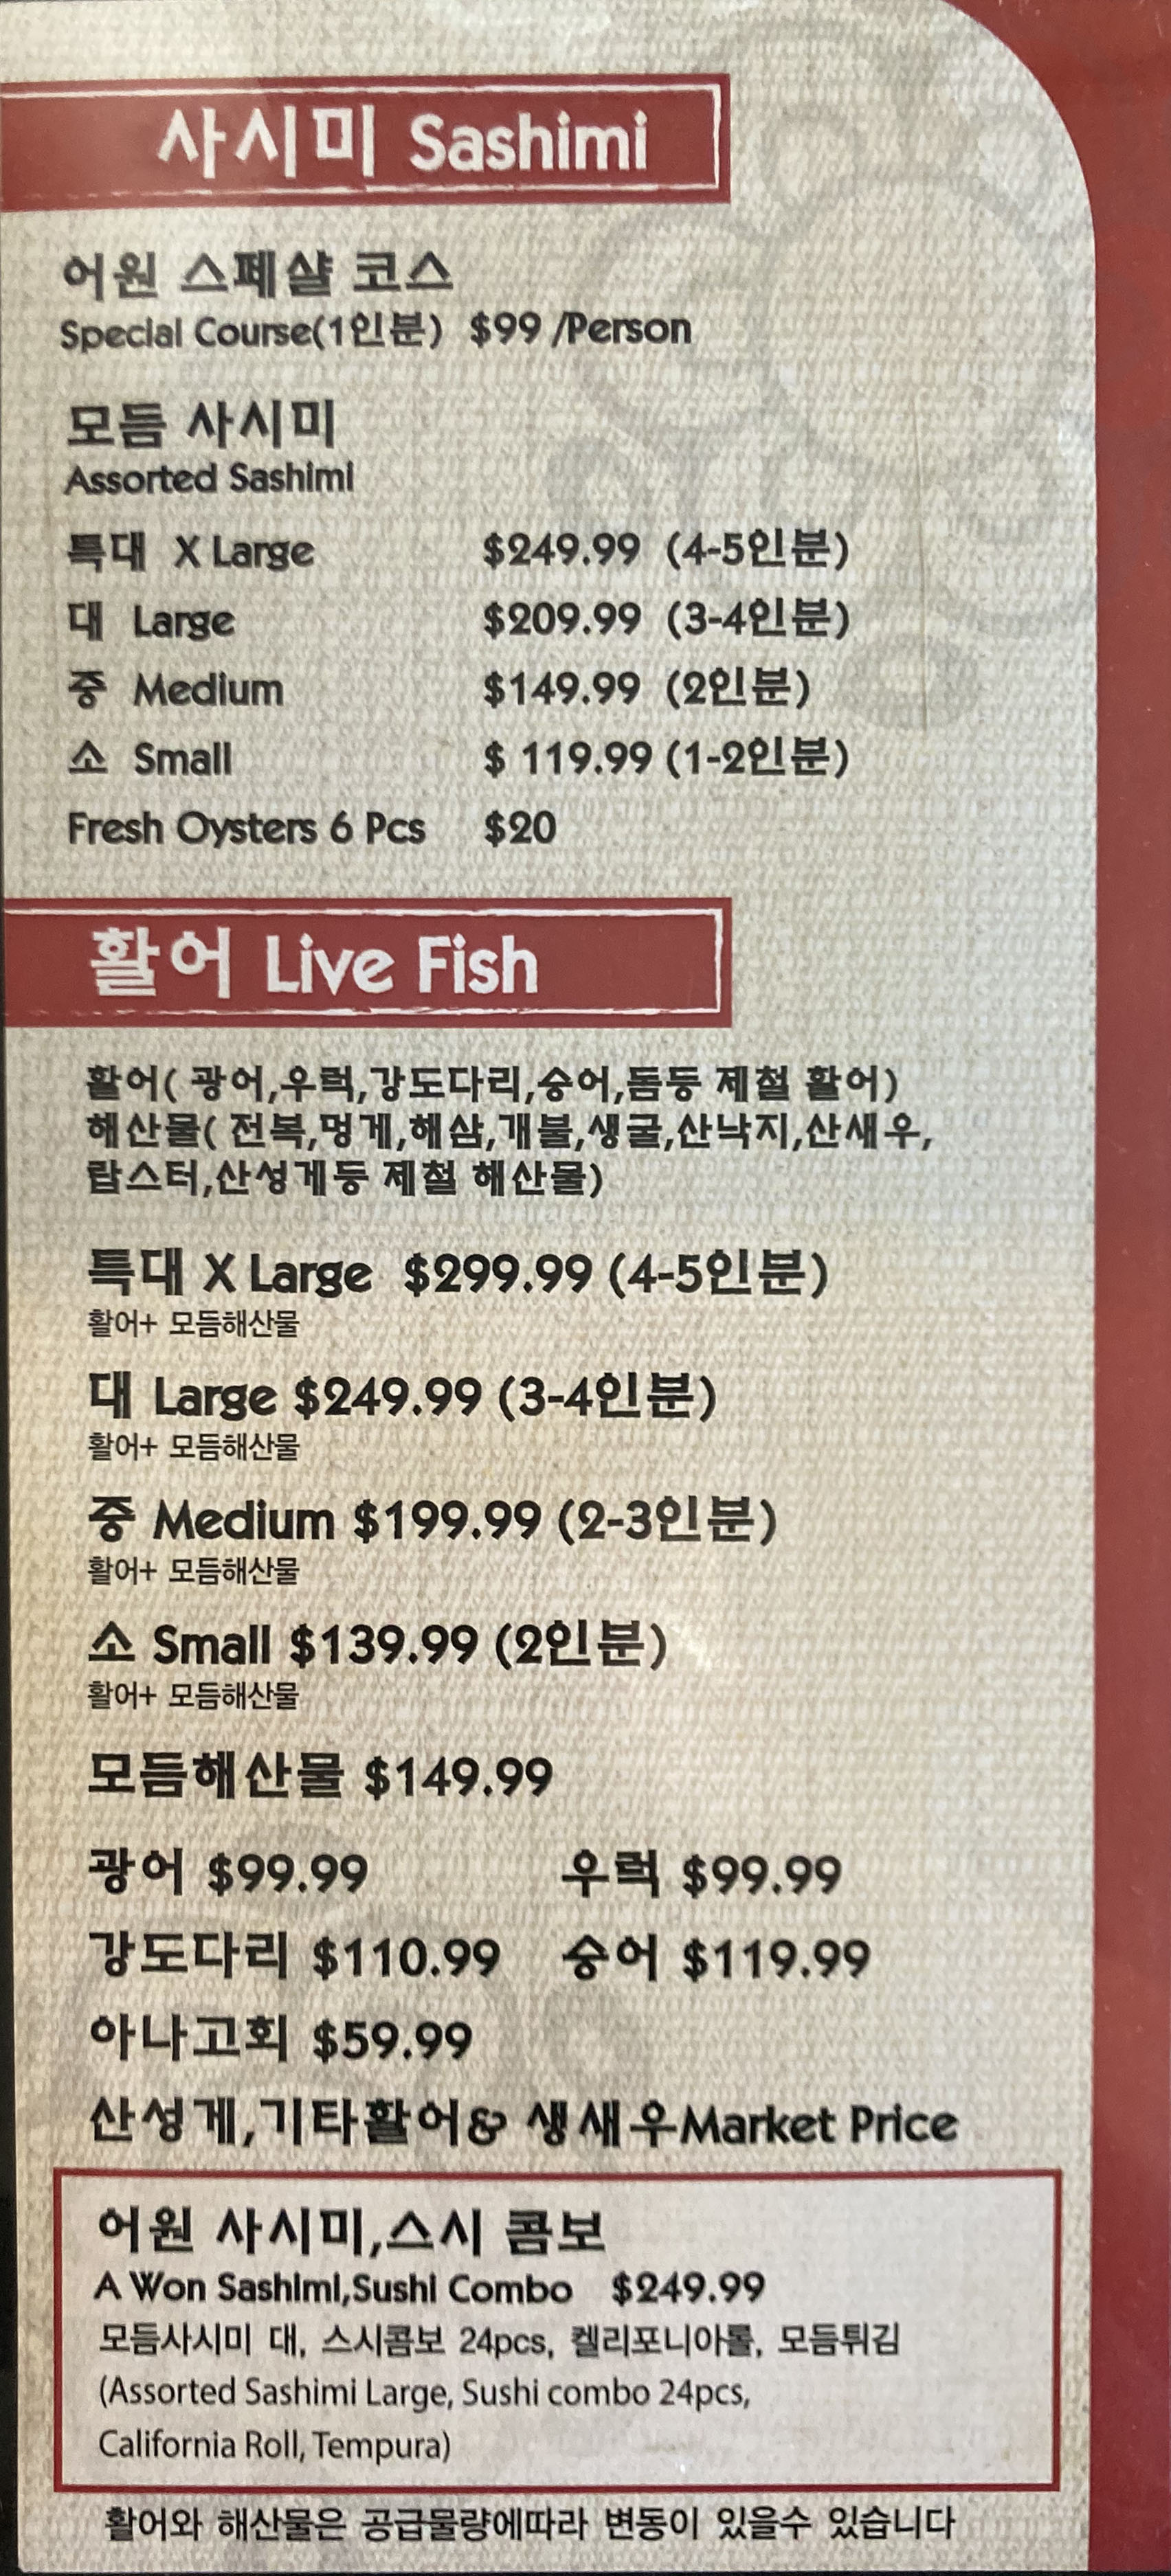 사시미 Sashimi
어원 스페샬 코스
Special Course(1인분) $99 /Person
모듬 사시미
Assorted Sashimi
특대 X Large $249.99 (4-5인분)
대 Large $209.99 (3-4인분)
중 Medium $149.99 (2인분)
소 Small $ 119.99 (1-2인분)
Fresh Oysters 6 Pcs $20
활어 Live Fish
활어( 광어,우럭,강도다리,숭어,돔등 제철 활어)
해산물( 전복,멍게,해삼,개불,생굴,산낙지,산새우,
랍스터,산성게등 제철 해산물)
특대 X Large $299.99 (4-5인분)
활어+ 모듬해산물
대 Large $249.99 (3-4인분)
활어+ 모듬해산물
중 Medium $199.99 (2-3인분)
활어+ 모듬해산물
소 Small $139.99 (2인분)
활어+ 모듬해산물
모듬해산물 $149.99
광어 $99.99 우럭 $99.99
강도다리 $110.99 숭어 $119.99
아나고회 $59.99
산성게,기타활어& 생새우Market Price
어원 사시미,스시 콤보
A Won Sashimi,Sushi Combo $249.99
모듬사시미 대, 스시콤보 24pcs, 켈리포니아롤, 모듬튀김
(Assorted Sashimi Large, Sushi combo 24pcs,
California Roll, Tempura)
활어와 해산물은 공급물량에따라 변동이 있을수 있습니다